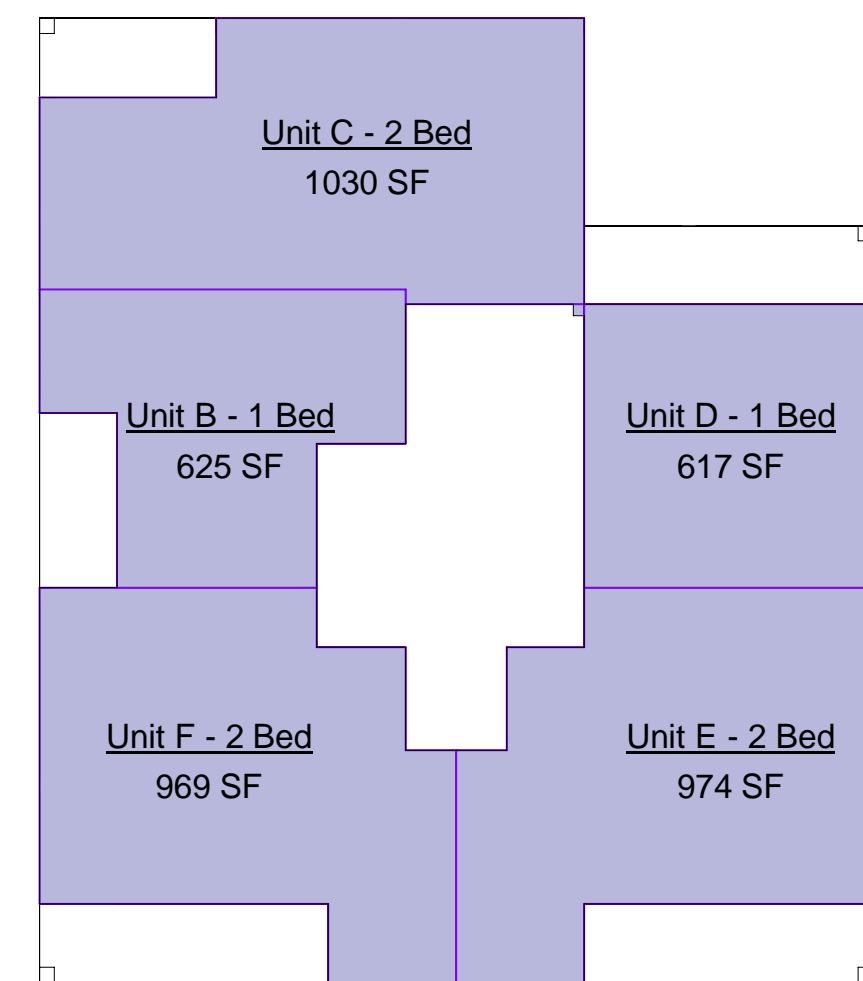 Unit C - 2 Bed
1030 SF
Unit B - 1 Bed
625 SF
Unit D - 1 Bed
617 SF
Unit F - 2 Bed
969 SF
Unit E - 2 Bed
974 SF